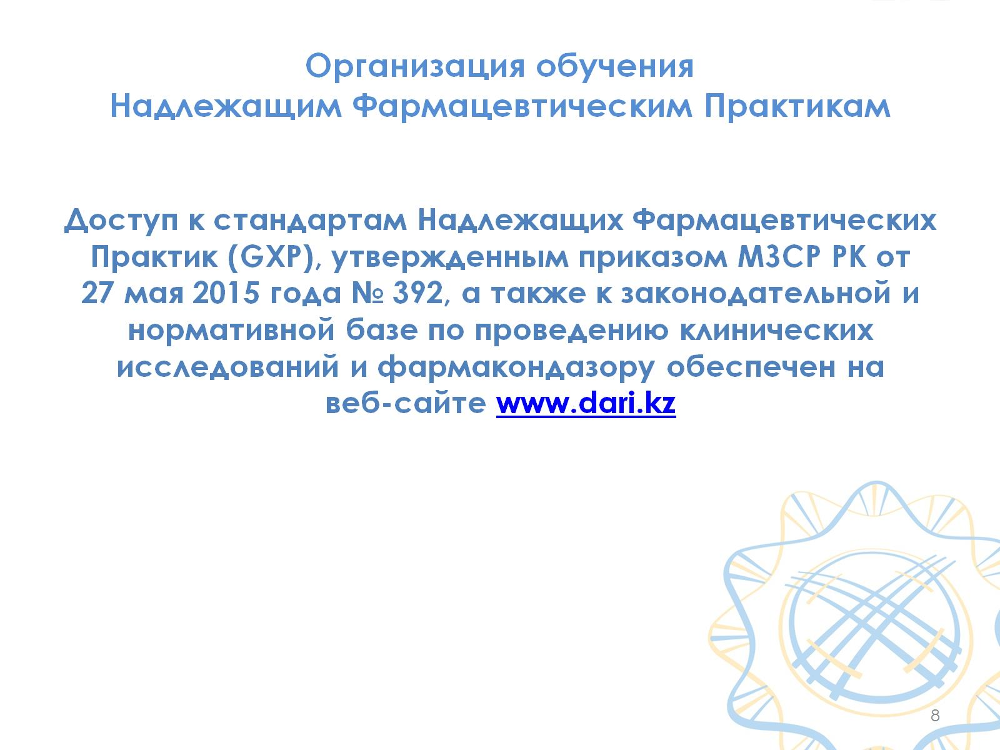 Организация обучения
Надлежащим Фармацевтическим Практикам
Доступ к стандартам Надлежащих Фармацевтических
Практик (GXP), утвержденным приказом МЗСР РК от
27 мая 2015 года № 392, а также к законодательной и
нормативной базе по проведению клинических
исследований и фармакондазору обеспечен на
веб-сайте www.dari.kz
8